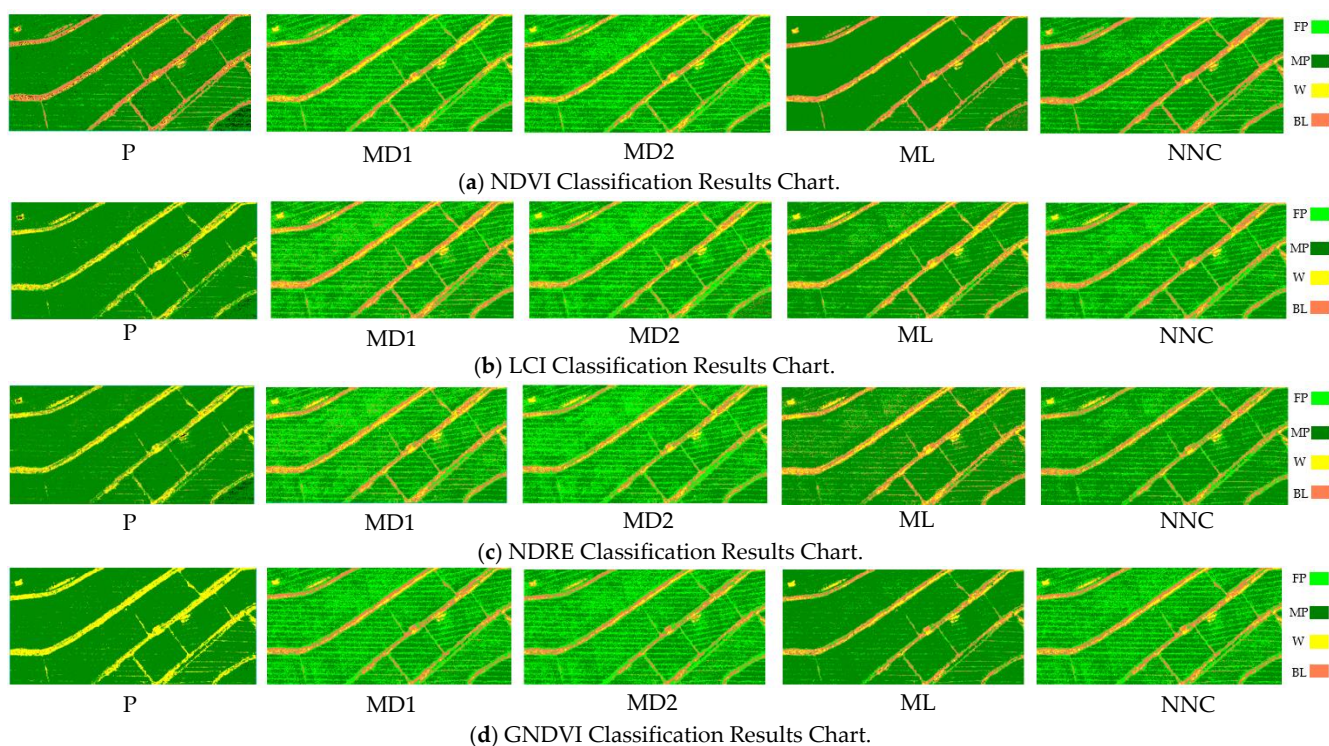 FP
MP
W
BL
P MD1 MD2 ML NNC
(a) NDVI Classification Results Chart.
FP
MP
W
BL
P MD1 MD2 ML NNC
(b) LCI Classification Results Chart.
FP
MP
W
BL
P MD1 MD2 ML NNC
(c) NDRE Classification Results Chart.
FP
MP
W
BL
P MD1 MD2 ML NNC
(d) GNDVI Classification Results Chart.